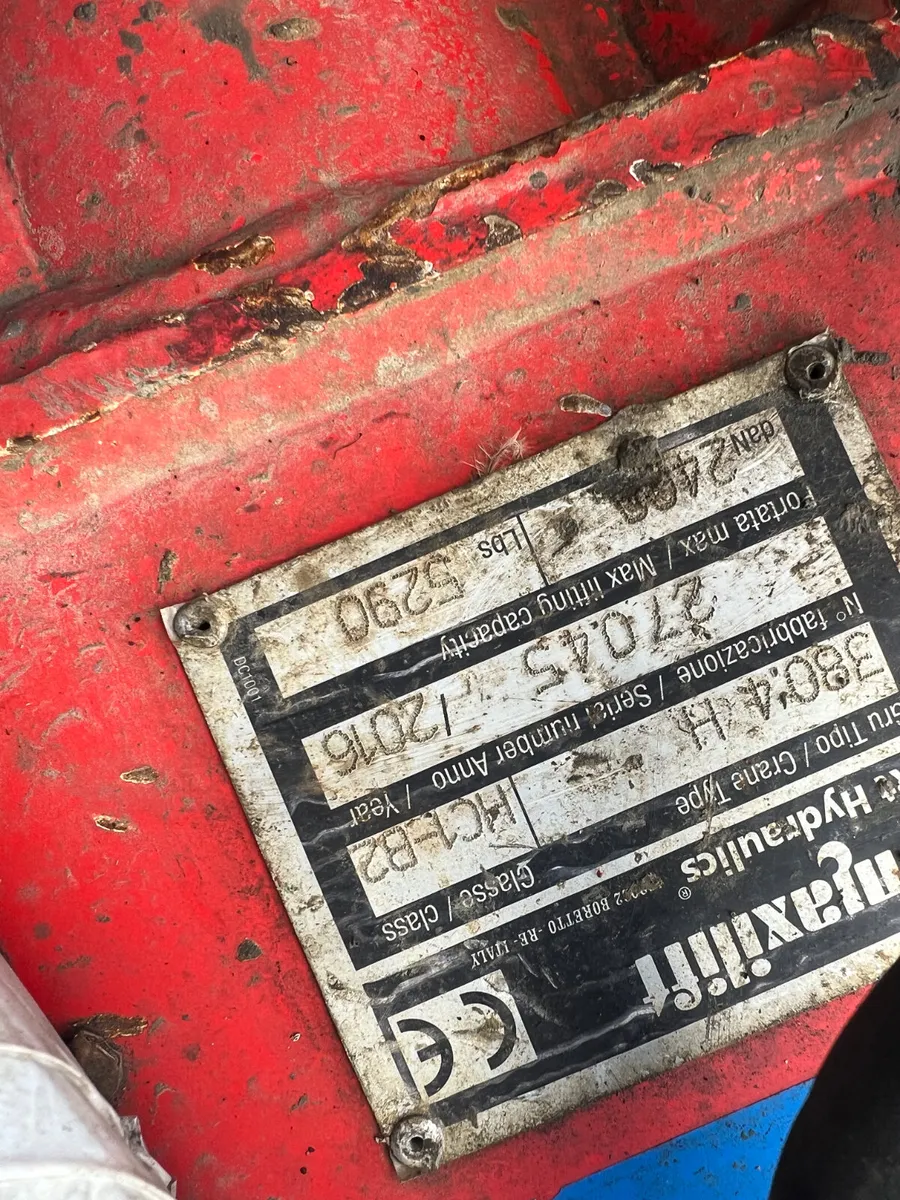 maxilift
Hydraulics ®
BORETTO -RE- ITALY
CE
Gru Tipo / Crane Type Classe / class
380.4 H HC1-B2
N° fabbricazione / Serial number Anno / Year
27045 / 2016
Portata max / Max lifting capacity
daN 2400 Lbs 5290
DC1001